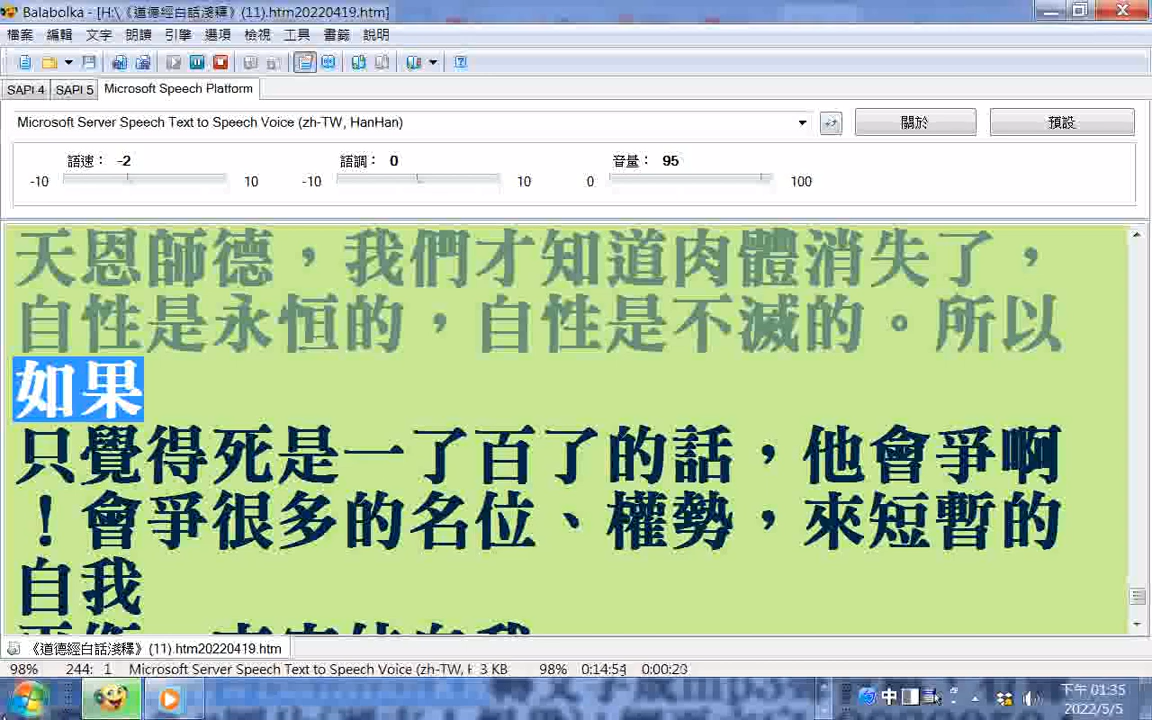 Balabolka - [H:\《道德經白話淺釋》(11).htm20220419.htm]
檔案 編輯 文字 朗讀 引擎 選項 檢視 工具 書籤 說明
SAPI 4 SAPI 5 Microsoft Speech Platform
Microsoft Server Speech Text to Speech Voice (zh-TW, HanHan) 關於 預設
語速： -2 語調： 0 音量： 95
-10 10 -10 10 0 100
天恩師德，我們才知道肉體消失了，
自性是永恒的，自性是不滅的。所以
如果
只覺得死是一了百了的話，他會爭啊
！會爭很多的名位、權勢，來短暫的
自我
《道德經白話淺釋》(11).htm20220419.htm
98% 244: 1 Microsoft Server Speech Text to Speech Voice (zh-TW, H 3 KB 98% 0:14:54 0:00:23
中 下午 01:35
2022/5/5